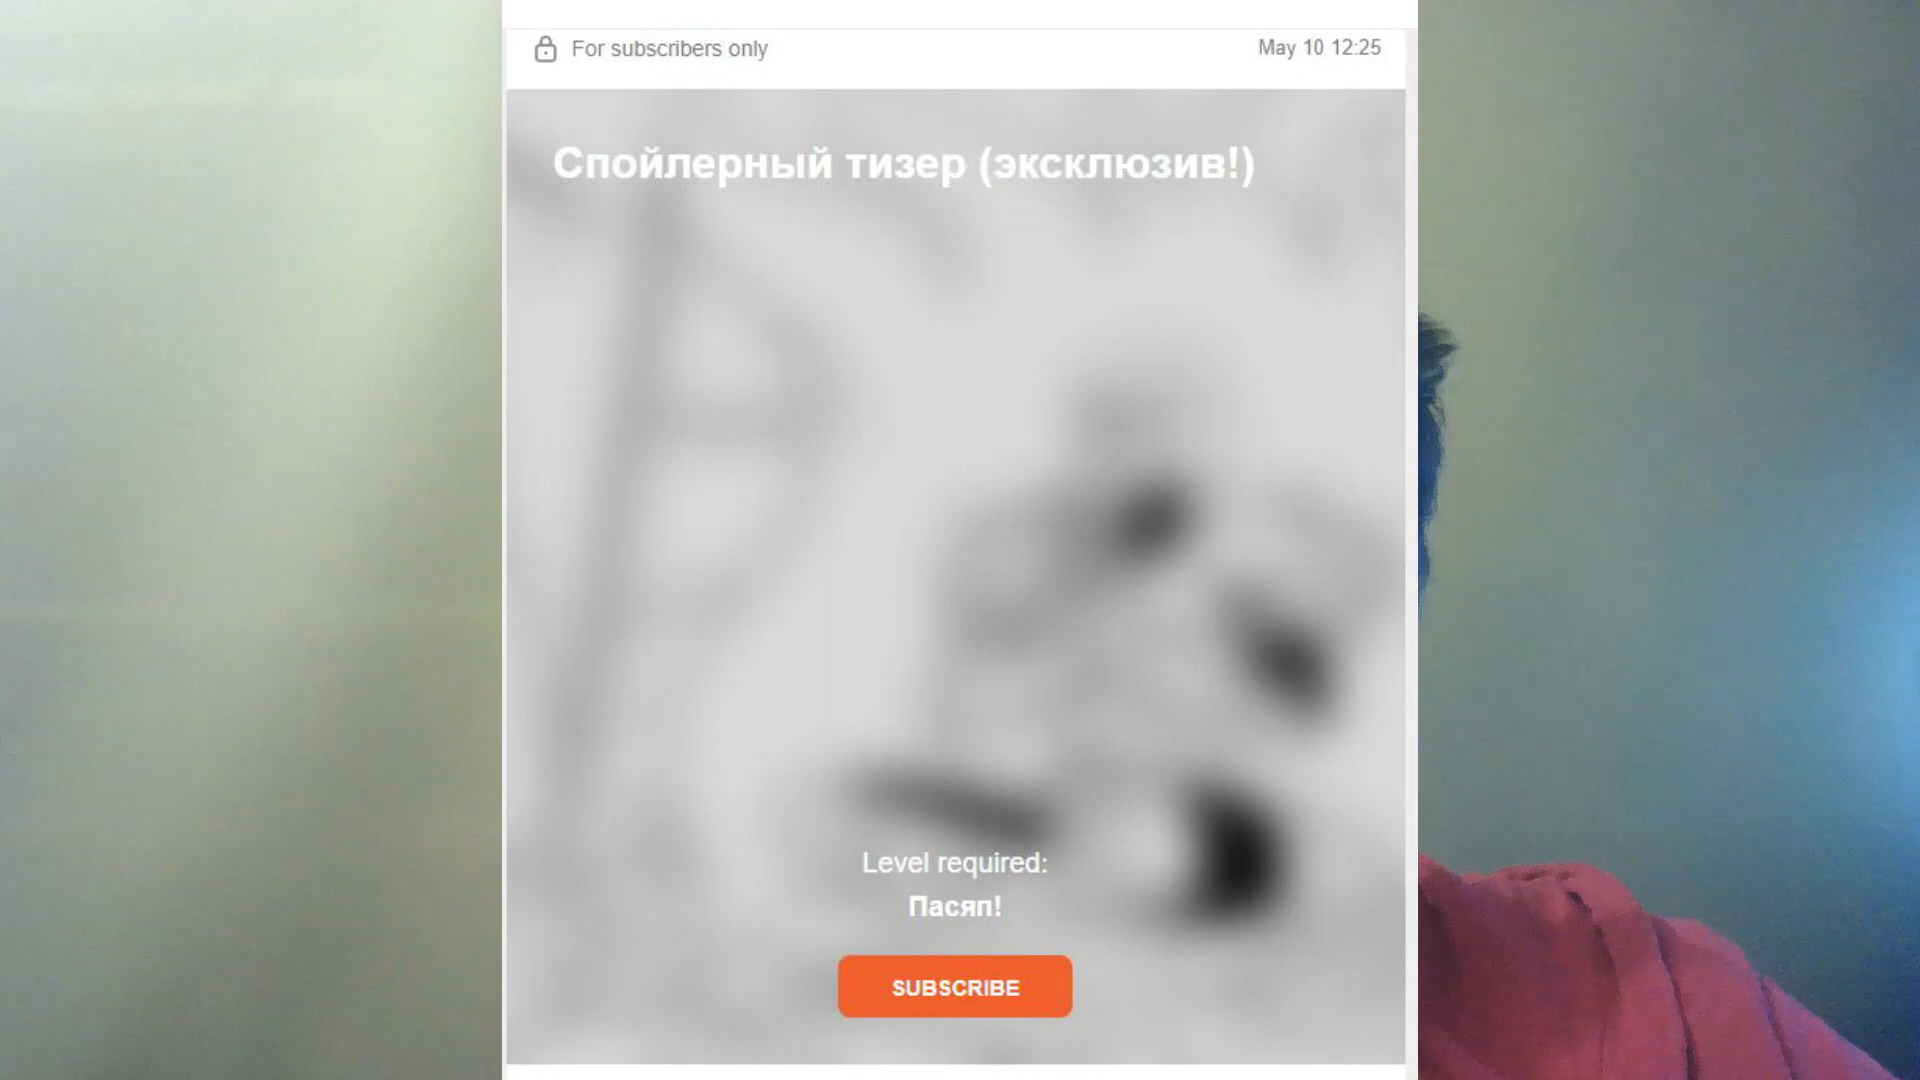 For subscribers only
May 10 12:25
Спойлерный тизер (эксклюзив!)
Level required:
Пасяп!
SUBSCRIBE